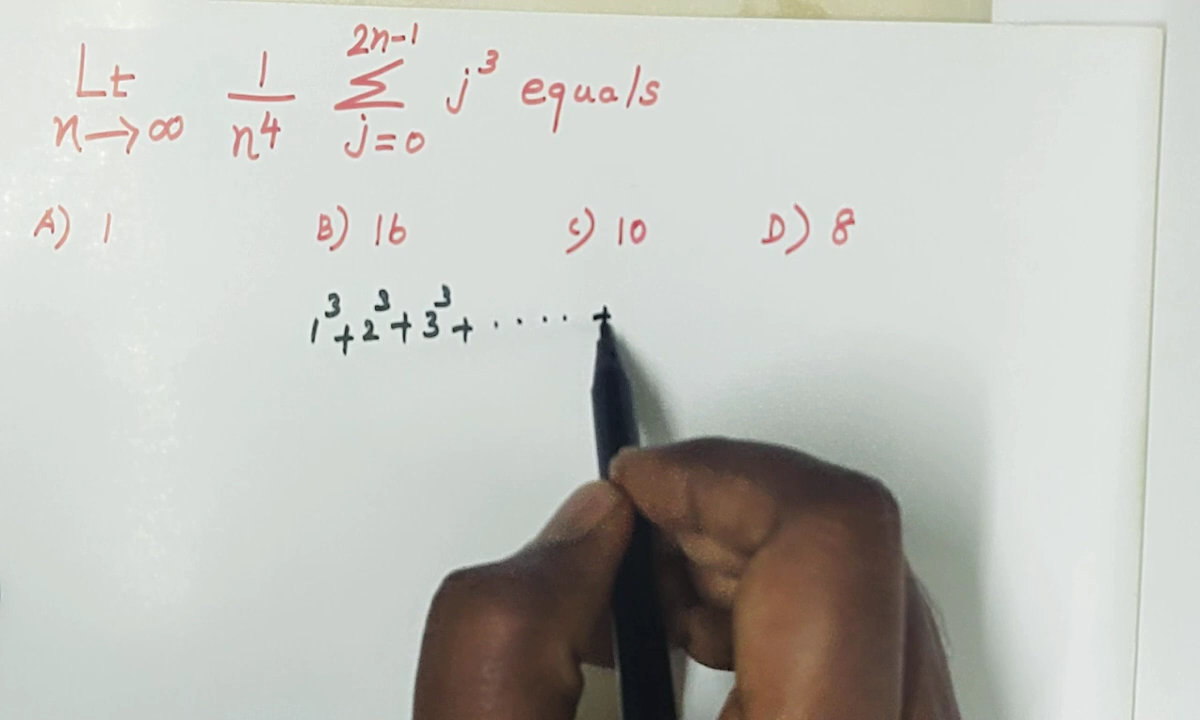 Lt n→∞ 1/n⁴ 2n-1 Σ j=0 j³ equals
A) 1 B) 16 C) 10 D) 8
1³+2³+3³+ ····· +